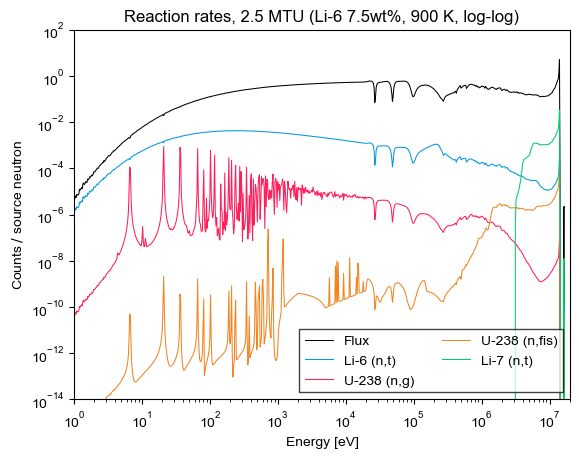 Reaction rates, 2.5 MTU (Li-6 7.5wt%, 900 K, log-log)
Counts / source neutron
10^2
10^0
10^−2
10^−4
10^−6
10^−8
10^−10
10^−12
10^−14
Flux
Li-6 (n,t)
U-238 (n,g)
U-238 (n,fis)
Li-7 (n,t)
10^0 10^1 10^2 10^3 10^4 10^5 10^6 10^7
Energy [eV]